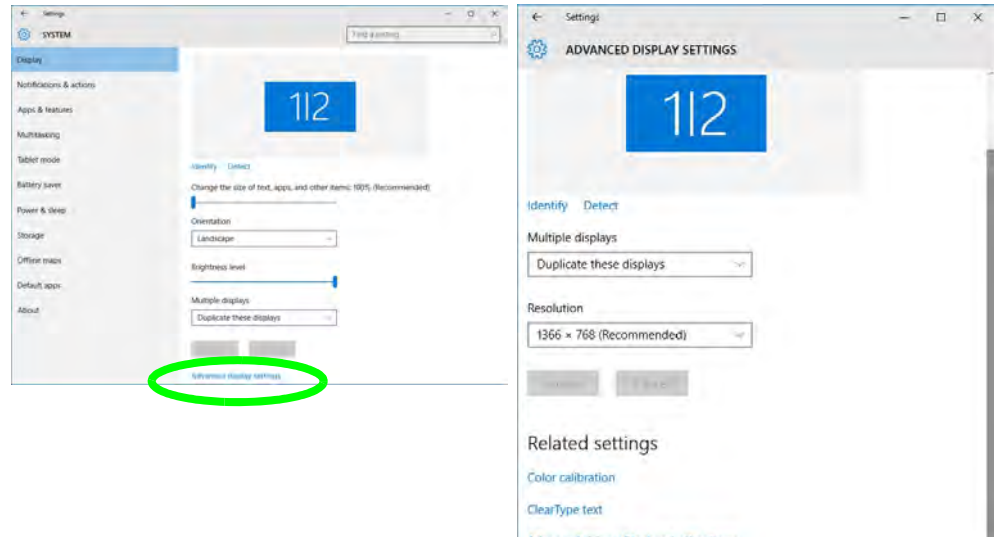 Settings
SYSTEM
Find a setting
Display
Notifications & actions
Apps & features
Multitasking
Tablet mode
Battery saver
Power & sleep
Storage
Offline maps
Default apps
About
1|2
Identify Detect
Change the size of text, apps, and other items: 100% (Recommended)
Orientation
Landscape
Brightness level
Multiple displays
Duplicate these displays
Advanced display settings
Settings
ADVANCED DISPLAY SETTINGS
1|2
Identify Detect
Multiple displays
Duplicate these displays
Resolution
1366 × 768 (Recommended)
Related settings
Color calibration
ClearType text